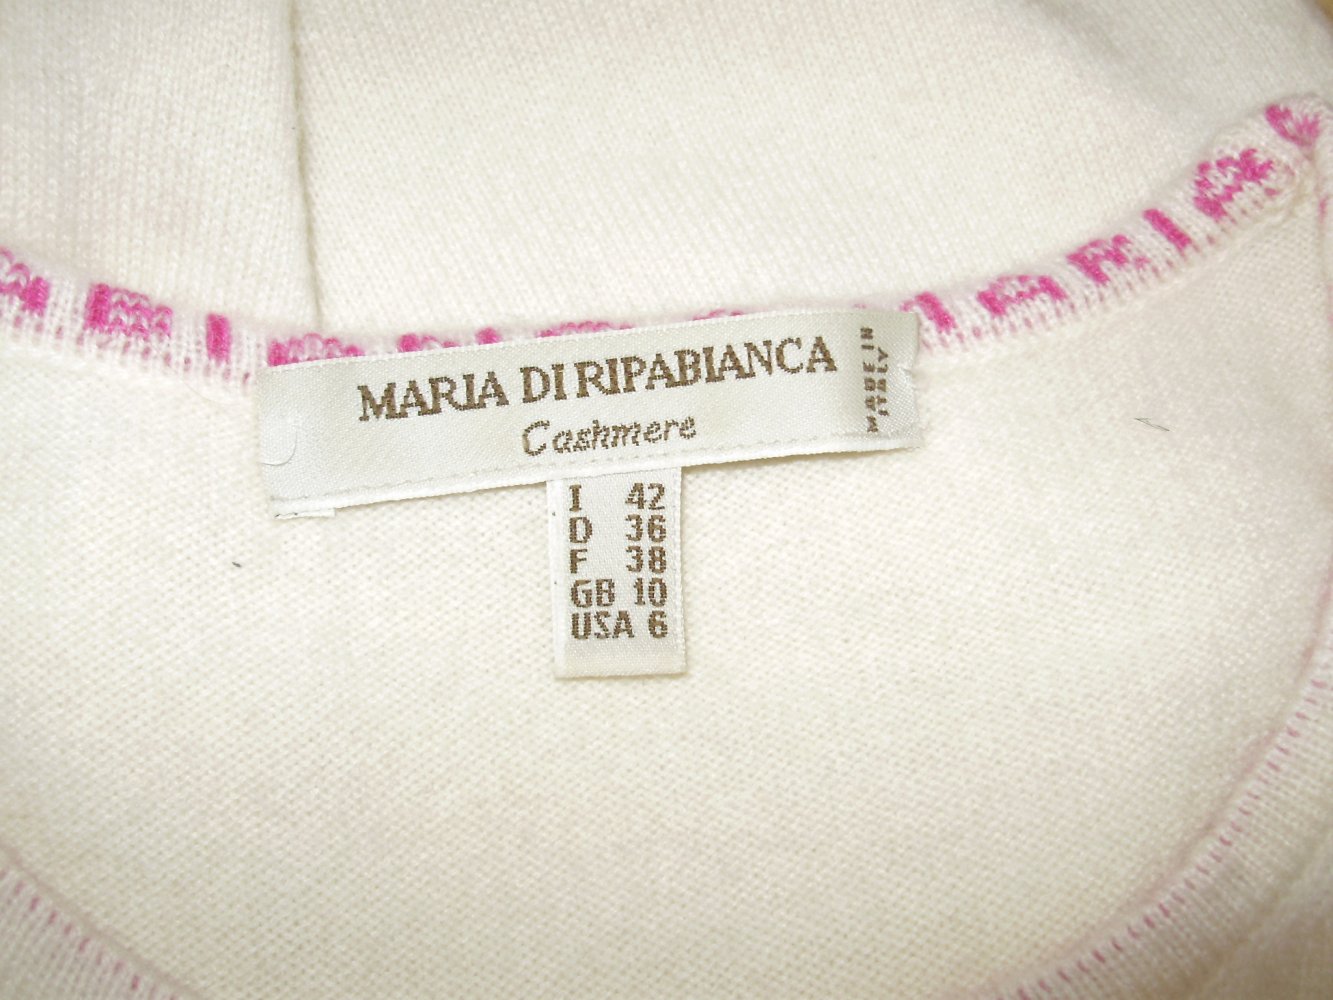 MARIA DI RIPABIANCA
Cashmere
MADE IN
ITALY
I 42
D 36
F 38
GB 10
USA 6